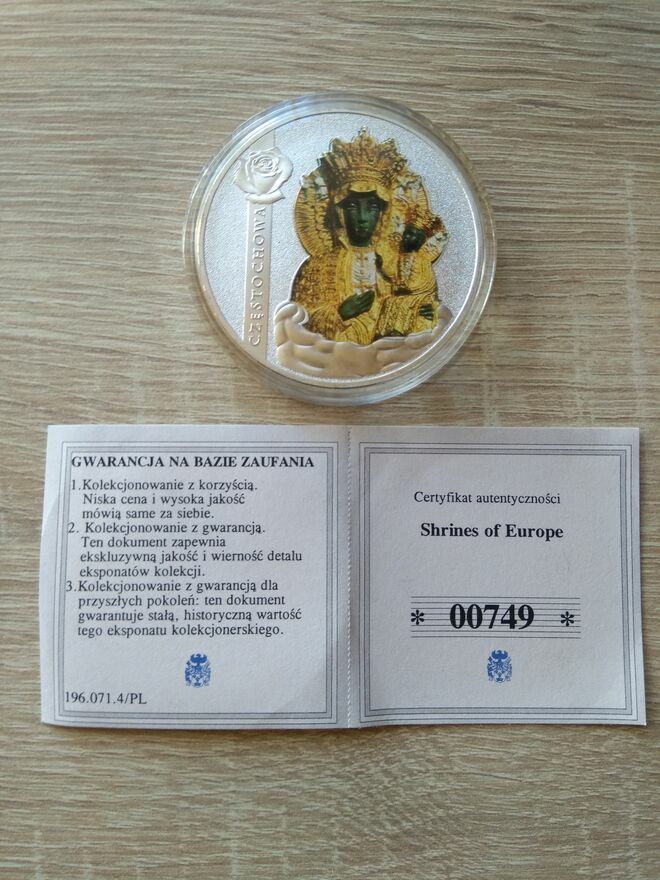 CZĘSTOCHOWA
GWARANCJA NA BAZIE ZAUFANIA
1.Kolekcjonowanie z korzyścią.
Niska cena i wysoka jakość
mówią same za siebie.
2. Kolekcjonowanie z gwarancją.
Ten dokument zapewnia
ekskluzywną jakość i wierność detalu
eksponatów kolekcji.
3.Kolekcjonowanie z gwarancją dla
przyszłych pokoleń: ten dokument
gwarantuje stałą, historyczną wartość
tego eksponatu kolekcjonerskiego.
196.071.4/PL
Certyfikat autentyczności
Shrines of Europe
* 00749 *